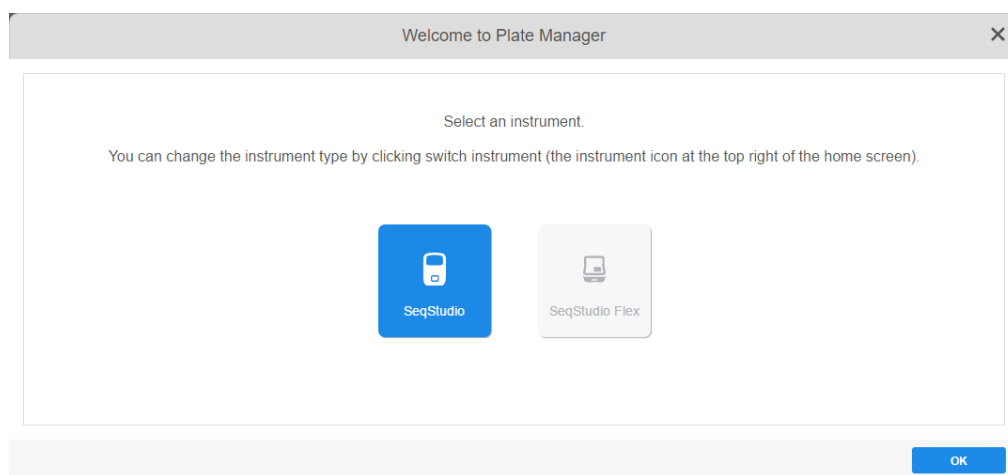 Welcome to Plate Manager
Select an instrument.
You can change the instrument type by clicking switch instrument (the instrument icon at the top right of the home screen).
SeqStudio
SeqStudio Flex
OK